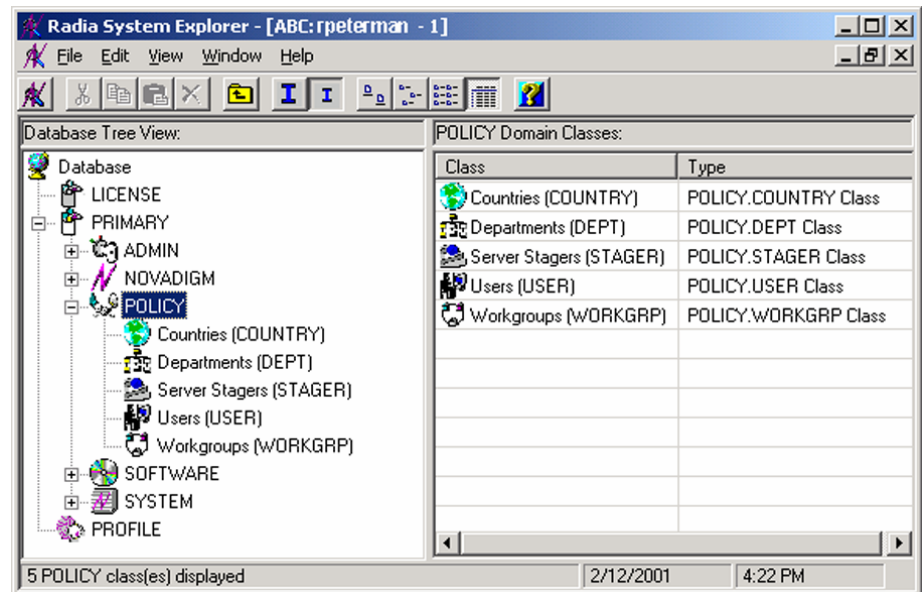 Radia System Explorer - [ABC: rpeterman - 1]
File Edit View Window Help
Database Tree View:
Database
LICENSE
PRIMARY
ADMIN
NOVADIGM
POLICY
Countries (COUNTRY)
Departments (DEPT)
Server Stagers (STAGER)
Users (USER)
Workgroups (WORKGRP)
SOFTWARE
SYSTEM
PROFILE
POLICY Domain Classes:
Class Type
Countries (COUNTRY) POLICY.COUNTRY Class
Departments (DEPT) POLICY.DEPT Class
Server Stagers (STAGER) POLICY.STAGER Class
Users (USER) POLICY.USER Class
Workgroups (WORKGRP) POLICY.WORKGRP Class
5 POLICY class(es) displayed 2/12/2001 4:22 PM